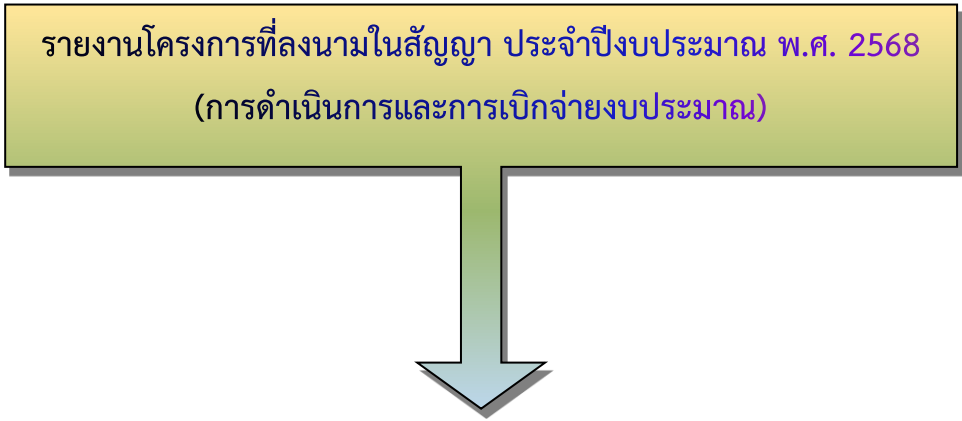 รายงานโครงการที่ลงนามในสัญญา ประจำปีงบประมาณ พ.ศ. 2568
(การดำเนินการและการเบิกจ่ายงบประมาณ)